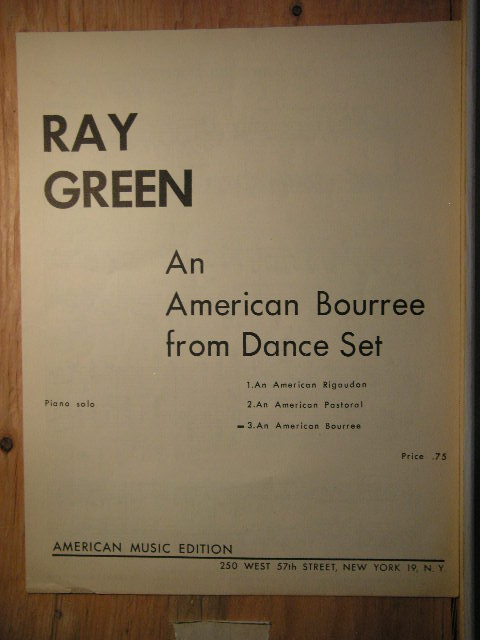 RAY
GREEN
An
American Bourree
from Dance Set
1.An American Rigaudon
Piano solo
2.An American Pastoral
3.An American Bourree
Price .75
AMERICAN MUSIC EDITION
250 WEST 57th STREET, NEW YORK 19, N. Y.